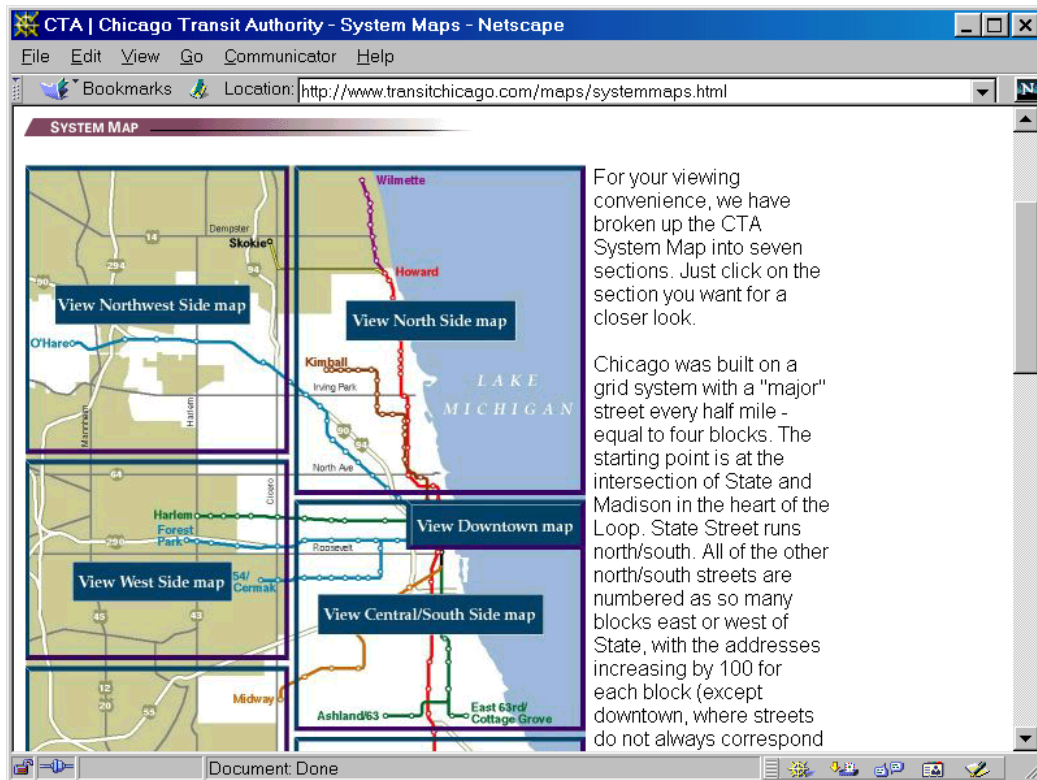 CTA | Chicago Transit Authority - System Maps - Netscape
File Edit View Go Communicator Help
Bookmarks Location: http://www.transitchicago.com/maps/systemmaps.html
N
SYSTEM MAP
Wilmette
Dempster
14
Skokie
294
94
90
Howard
View Northwest Side map
View North Side map
O'Hare
Kimball
Irving Park
LAKE
MICHIGAN
Mannheim
Harlem
90
94
North Ave
64
Cicero
Harlem
Forest
Park
290
Roosevelt
View Downtown map
View West Side map
54/
Cermak
View Central/South Side map
45
43
12
20
55
Midway
Ashland/63
East 63rd/
Cottage Grove
For your viewing
convenience, we have
broken up the CTA
System Map into seven
sections. Just click on the
section you want for a
closer look.
Chicago was built on a
grid system with a "major"
street every half mile -
equal to four blocks. The
starting point is at the
intersection of State and
Madison in the heart of the
Loop. State Street runs
north/south. All of the other
north/south streets are
numbered as so many
blocks east or west of
State, with the addresses
increasing by 100 for
each block (except
downtown, where streets
do not always correspond
Document: Done